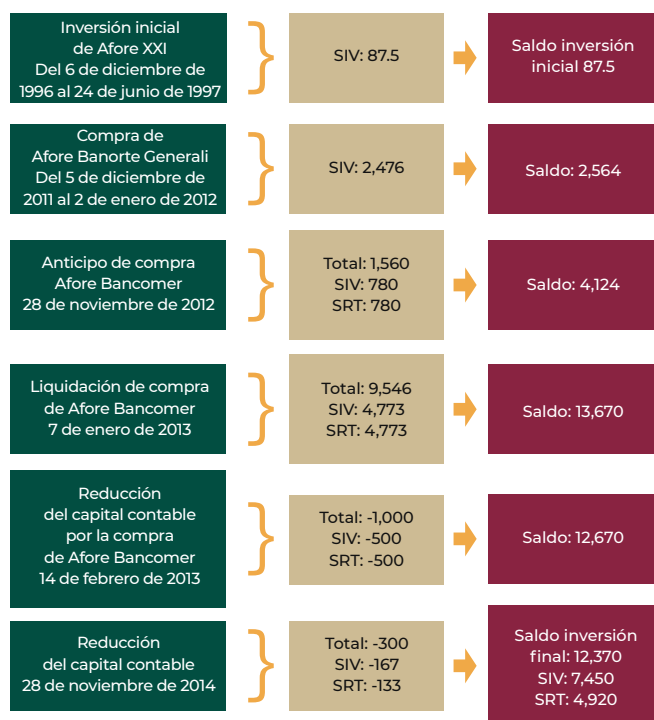 Inversión inicial
de Afore XXI
Del 6 de diciembre de
1996 al 24 de junio de 1997
SIV: 87.5
Saldo inversión
inicial 87.5
Compra de
Afore Banorte Generali
Del 5 de diciembre de
2011 al 2 de enero de 2012
SIV: 2,476
Saldo: 2,564
Anticipo de compra
Afore Bancomer
28 de noviembre de 2012
Total: 1,560
SIV: 780
SRT: 780
Saldo: 4,124
Liquidación de compra
de Afore Bancomer
7 de enero de 2013
Total: 9,546
SIV: 4,773
SRT: 4,773
Saldo: 13,670
Reducción
del capital contable
por la compra
de Afore Bancomer
14 de febrero de 2013
Total: -1,000
SIV: -500
SRT: -500
Saldo: 12,670
Reducción
del capital contable
28 de noviembre de 2014
Total: -300
SIV: -167
SRT: -133
Saldo inversión
final: 12,370
SIV: 7,450
SRT: 4,920